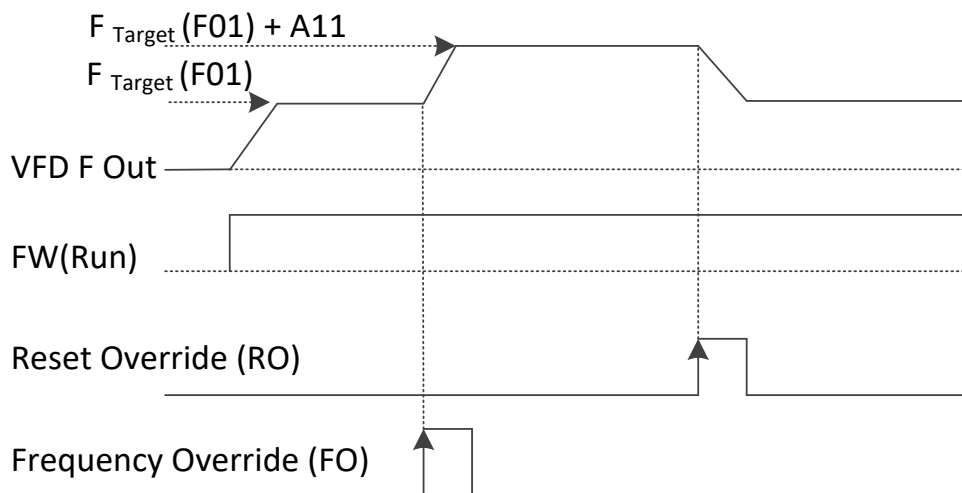 F Target (F01) + A11
F Target (F01)
VFD F Out
FW(Run)
Reset Override (RO)
Frequency Override (FO)